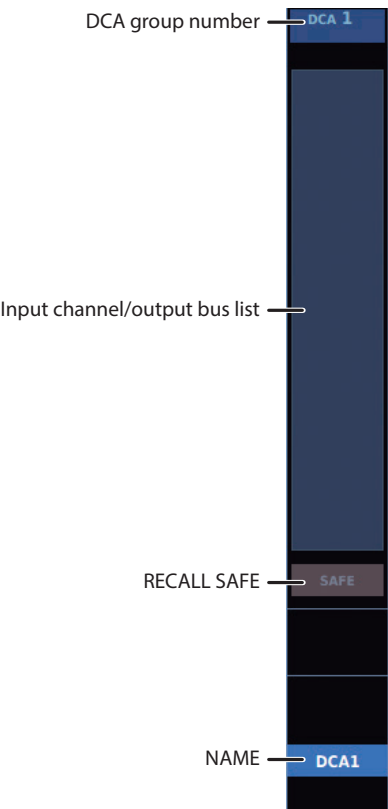 DCA group number
DCA 1
Input channel/output bus list
RECALL SAFE
SAFE
NAME
DCA1